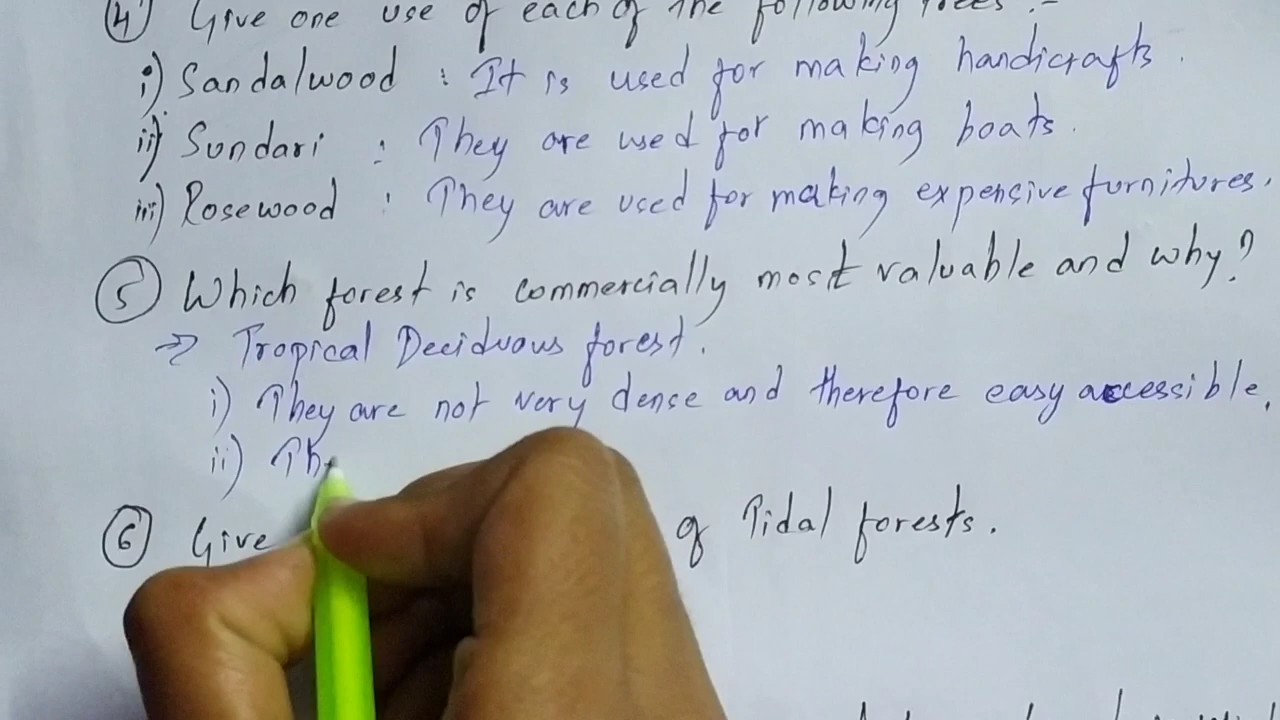 (4) Give one use of each of the following trees :-
i) Sandalwood : It is used for making handicrafts.
ii) Sundari : They are used for making boats.
iii) Rosewood : They are used for making expensive furnitures.
(5) Which forest is commercially most valuable and why?
⇒ Tropical Deciduous forest.
i) They are not very dense and therefore easy accessible.
ii) Th
(6) Give of Tidal forests.